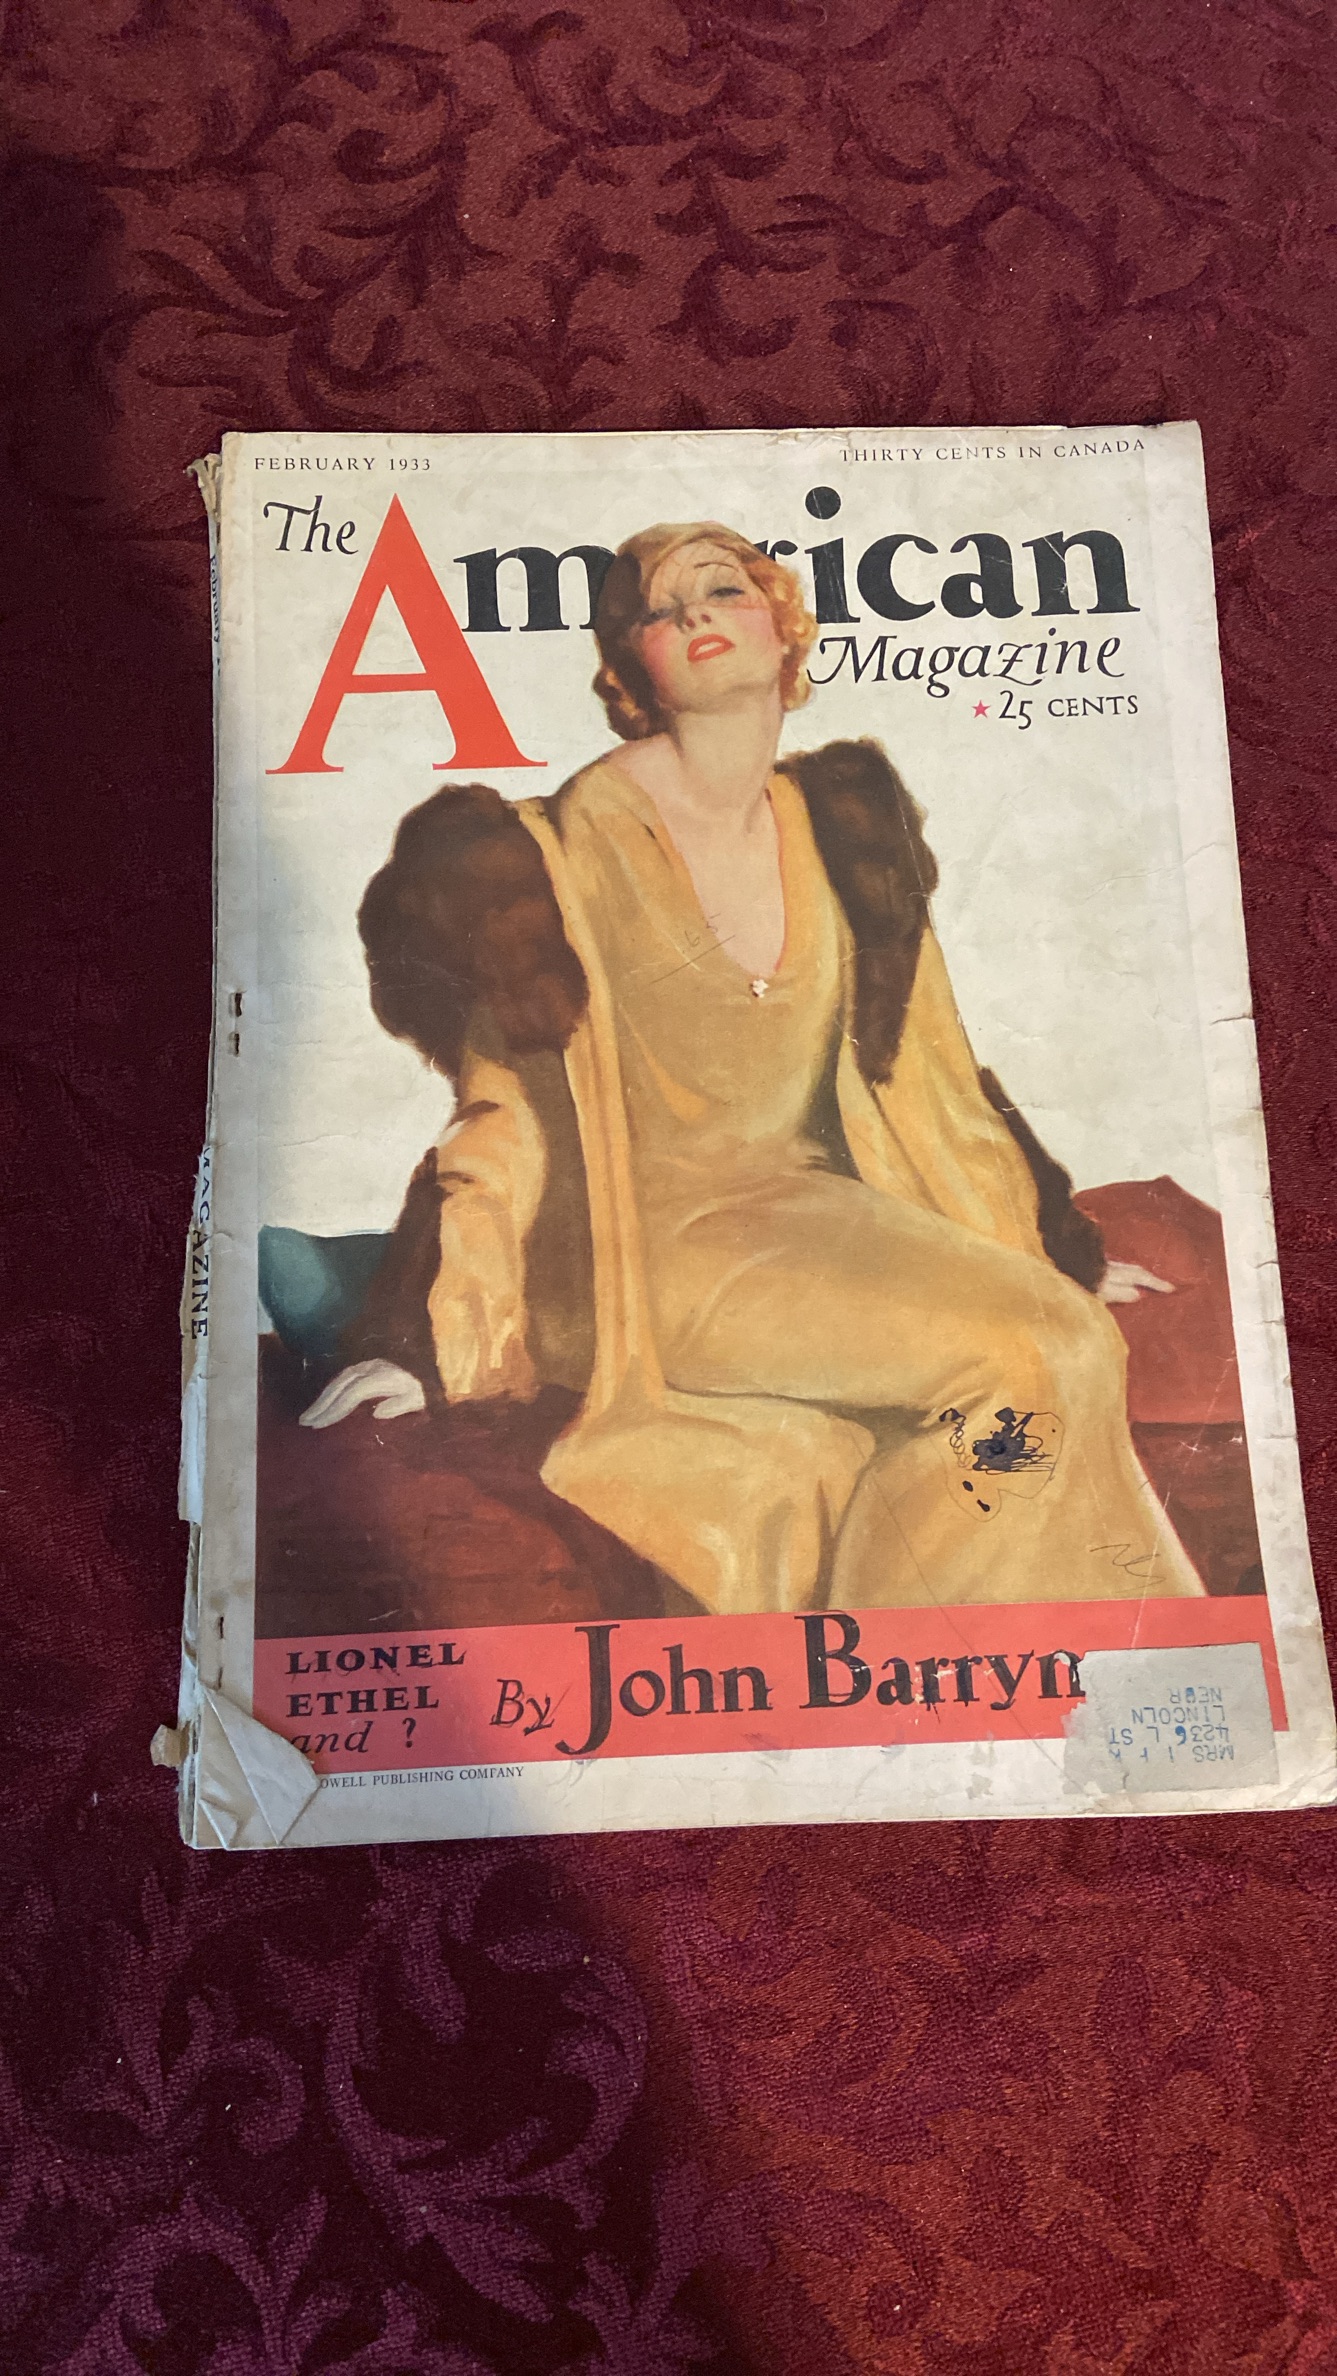 FEBRUARY 1933
THIRTY CENTS IN CANADA
The American
Magazine
★ 25 CENTS
MAGAZINE
LIONEL
ETHEL
and ?
By John Barrym
OWELL PUBLISHING COMPANY
MRS
4236 L ST
LINCOLN
NEBR